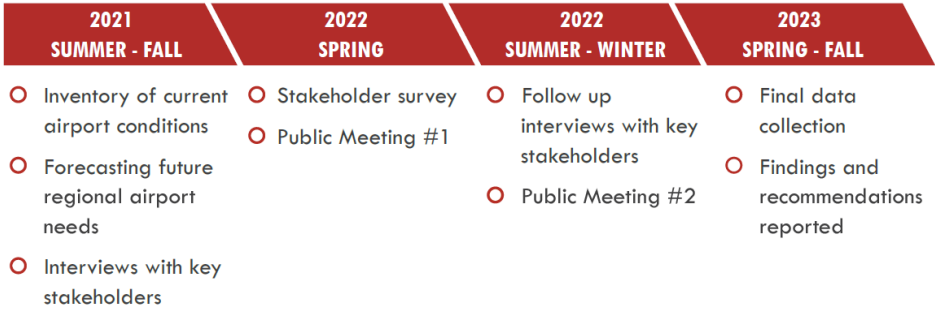 2021
SUMMER - FALL
Inventory of current
airport conditions
Forecasting future
regional airport
needs
Interviews with key
stakeholders
2022
SPRING
Stakeholder survey
Public Meeting #1
2022
SUMMER - WINTER
Follow up
interviews with key
stakeholders
Public Meeting #2
2023
SPRING - FALL
Final data
collection
Findings and
recommendations
reported